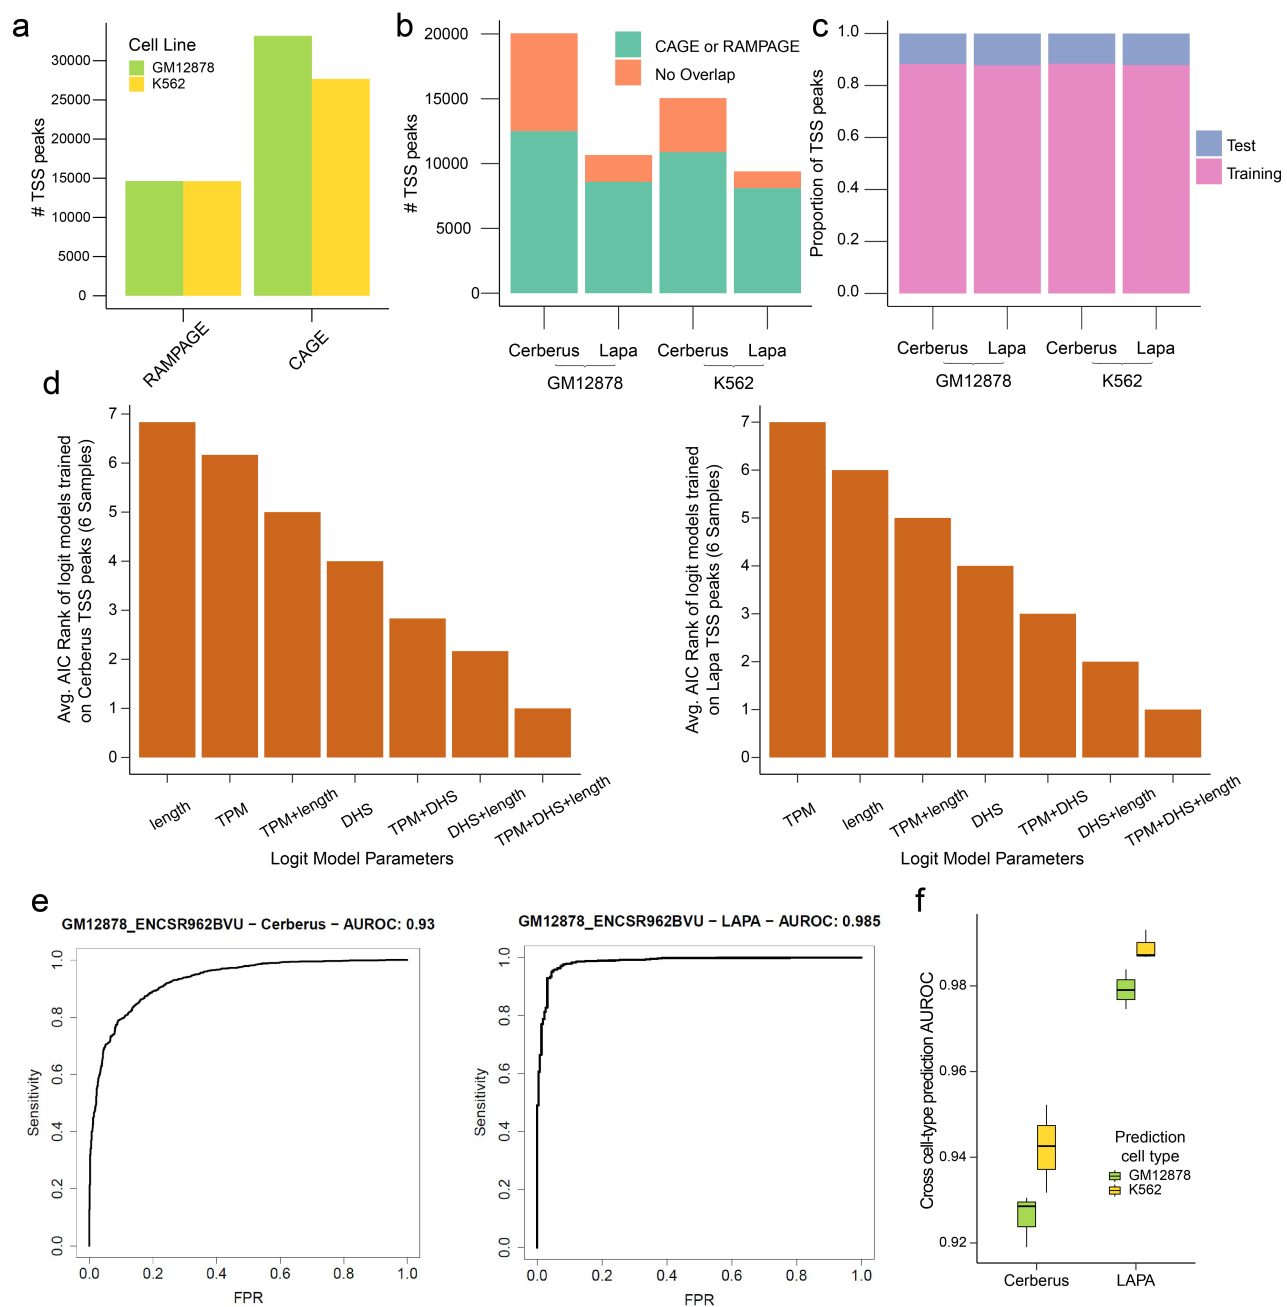 a
# TSS peaks
30000
25000
20000
15000
10000
5000
0
Cell Line
GM12878
K562
RAMPAGE
CAGE
b
# TSS peaks
20000
15000
10000
5000
0
CAGE or RAMPAGE
No Overlap
Cerberus
Lapa
Cerberus
Lapa
GM12878
K562
c
Proportion of TSS peaks
1.0
0.8
0.6
0.4
0.2
0.0
Test
Training
Cerberus
Lapa
Cerberus
Lapa
GM12878
K562
d
Avg. AIC Rank of logit models trained
on Cerberus TSS peaks (6 Samples)
7
6
5
4
3
2
1
0
length
TPM
TPM+length
DHS
TPM+DHS
DHS+length
TPM+DHS+length
Logit Model Parameters
Avg. AIC Rank of logit models trained
on Lapa TSS peaks (6 Samples)
7
6
5
4
3
2
1
0
TPM
length
TPM+length
DHS
TPM+DHS
DHS+length
TPM+DHS+length
Logit Model Parameters
e
GM12878_ENCSR962BVU − Cerberus − AUROC: 0.93
Sensitivity
1.0
0.8
0.6
0.4
0.2
0.0
0.0 0.2 0.4 0.6 0.8 1.0
FPR
GM12878_ENCSR962BVU − LAPA − AUROC: 0.985
Sensitivity
1.0
0.8
0.6
0.4
0.2
0.0
0.0 0.2 0.4 0.6 0.8 1.0
FPR
f
Cross cell-type prediction AUROC
0.98
0.96
0.94
0.92
Prediction
cell type
GM12878
K562
Cerberus
LAPA